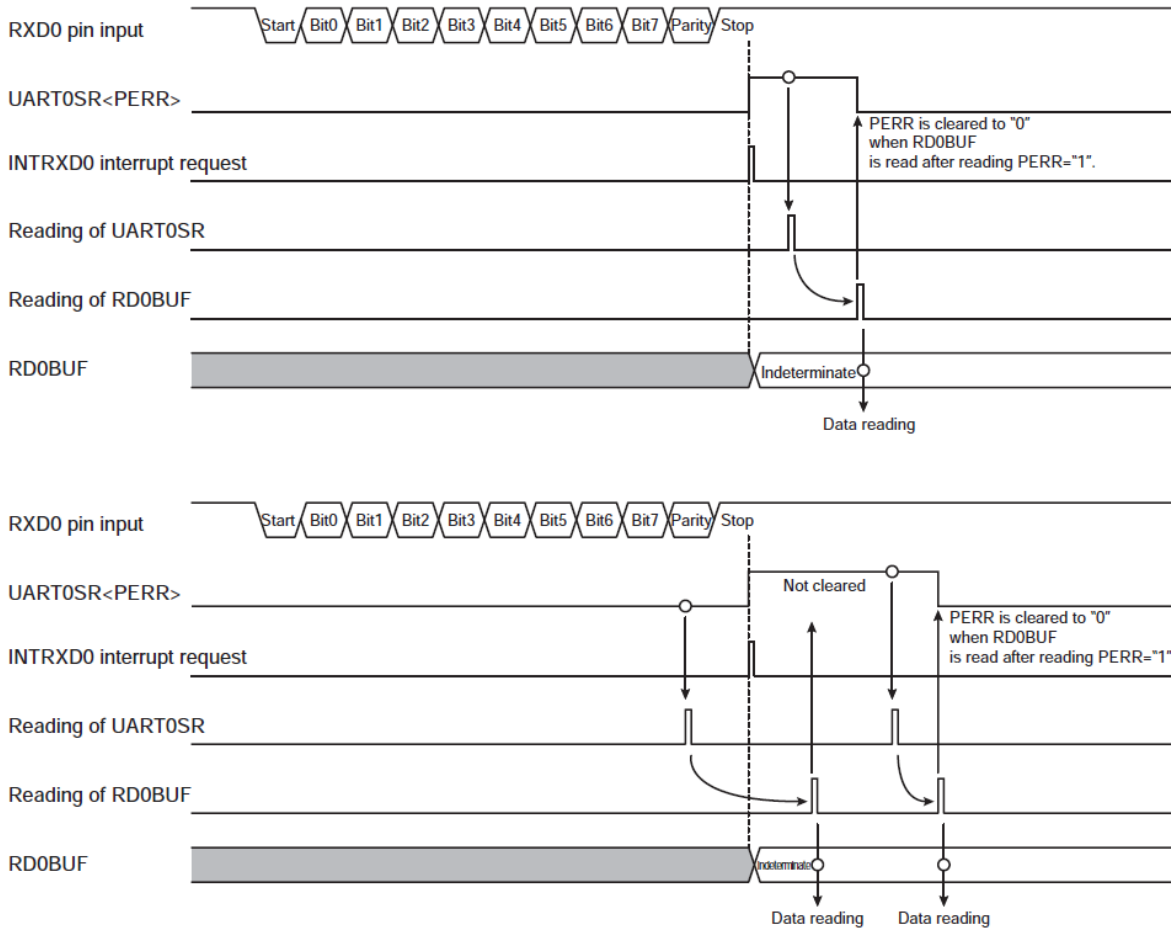 RXD0 pin input
Start Bit0 Bit1 Bit2 Bit3 Bit4 Bit5 Bit6 Bit7 Parity Stop
UART0SR<PERR>
PERR is cleared to "0"
when RD0BUF
is read after reading PERR="1".
INTRXD0 interrupt request
Reading of UART0SR
Reading of RD0BUF
RD0BUF
Indeterminate
Data reading
RXD0 pin input
Start Bit0 Bit1 Bit2 Bit3 Bit4 Bit5 Bit6 Bit7 Parity Stop
UART0SR<PERR>
Not cleared
PERR is cleared to "0"
when RD0BUF
is read after reading PERR="1"
INTRXD0 interrupt request
Reading of UART0SR
Reading of RD0BUF
RD0BUF
Indeterminate
Data reading Data reading